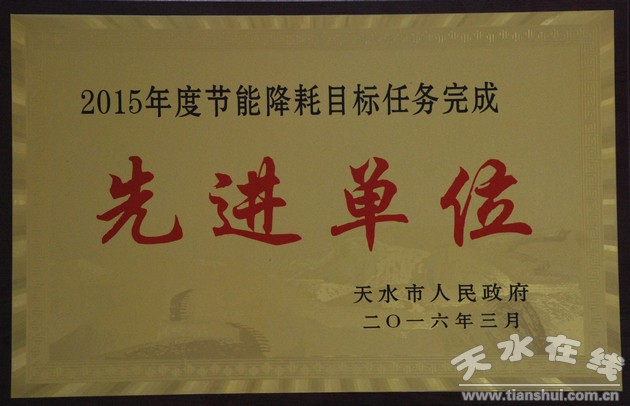 2015年度节能降耗目标任务完成
先进单位
天水市人民政府
二〇一六年三月
天水在线
www.tianshui.com.cn